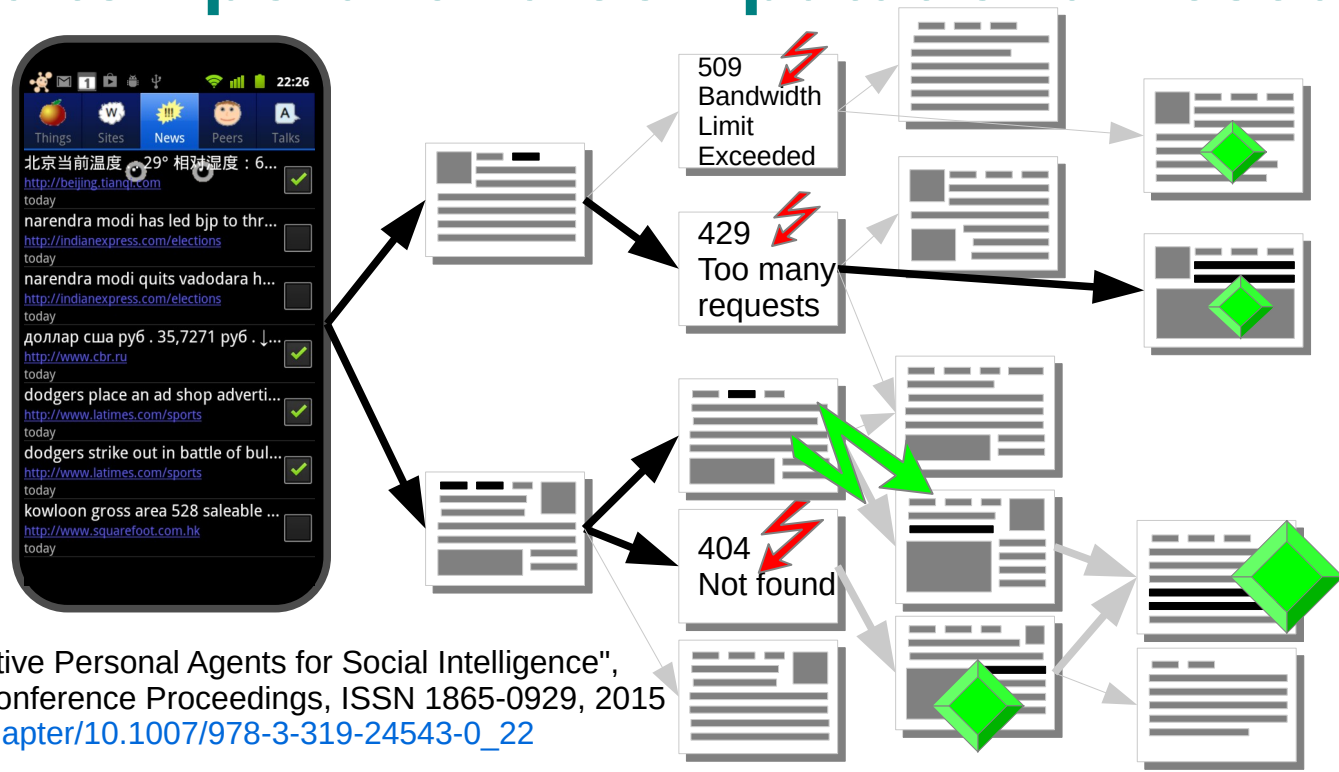 22:26
1
W
!!!
A
Things Sites News Peers Talks
北京当前温度 29° 相对湿度：6...
http://beijing.tianqi.com
today
narendra modi has led bjp to thr...
http://indianexpress.com/elections
today
narendra modi quits vadodara h...
http://indianexpress.com/elections
today
доллар сша руб . 35,7271 руб . ↓...
http://www.cbr.ru
today
dodgers place an ad shop adverti...
http://www.latimes.com/sports
today
dodgers strike out in battle of bul...
http://www.latimes.com/sports
today
kowloon gross area 528 saleable ...
http://www.squarefoot.com.hk
today
509
Bandwidth
Limit
Exceeded
429
Too many
requests
404
Not found
tive Personal Agents for Social Intelligence",
onference Proceedings, ISSN 1865-0929, 2015
apter/10.1007/978-3-319-24543-0_22